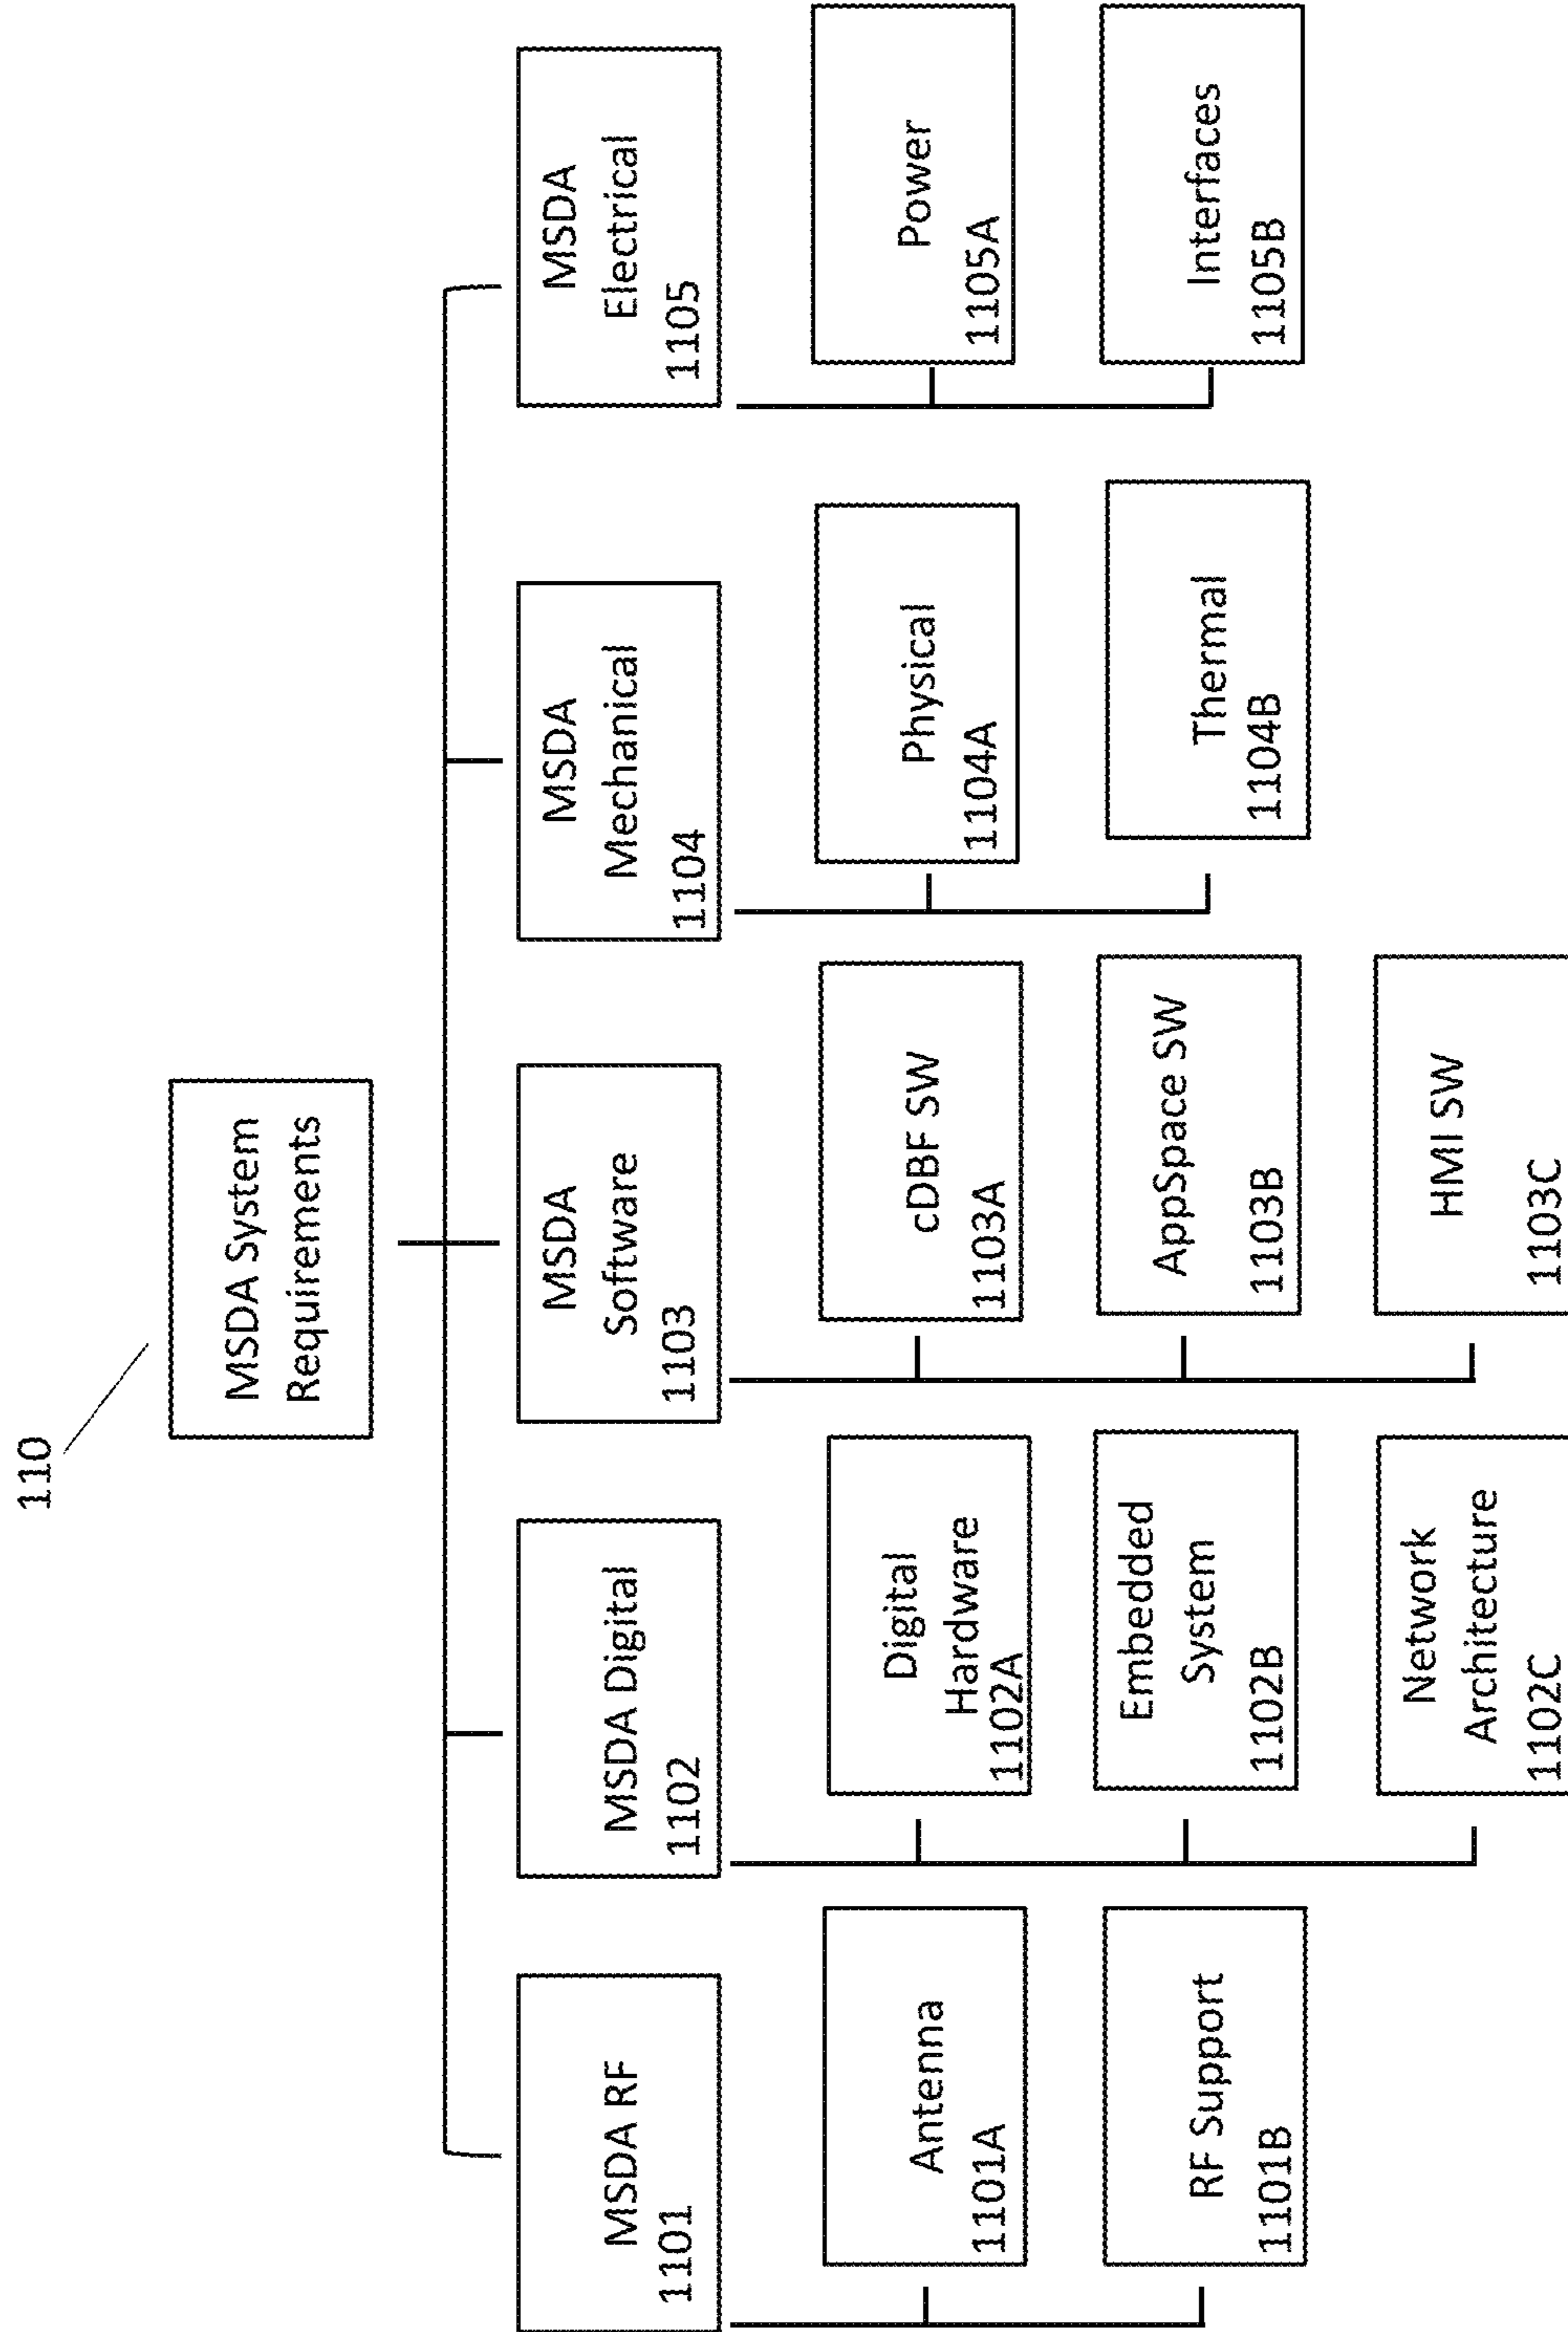 110
MSDA System
Requirements
MSDA RF
1101
MSDA Digital
1102
MSDA
Software
1103
MSDA
Mechanical
1104
MSDA
Electrical
1105
Antenna
1101A
RF Support
1101B
Digital
Hardware
1102A
Embedded
System
1102B
Network
Architecture
1102C
cDBF SW
1103A
AppSpace SW
1103B
HMI SW
1103C
Physical
1104A
Thermal
1104B
Power
1105A
Interfaces
1105B